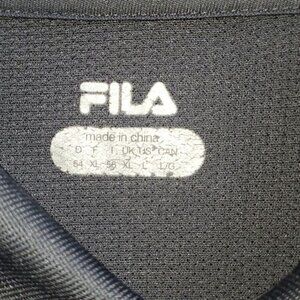 FILA
made in china
D F I UK US CAN
54 XL 56 XL L L/G